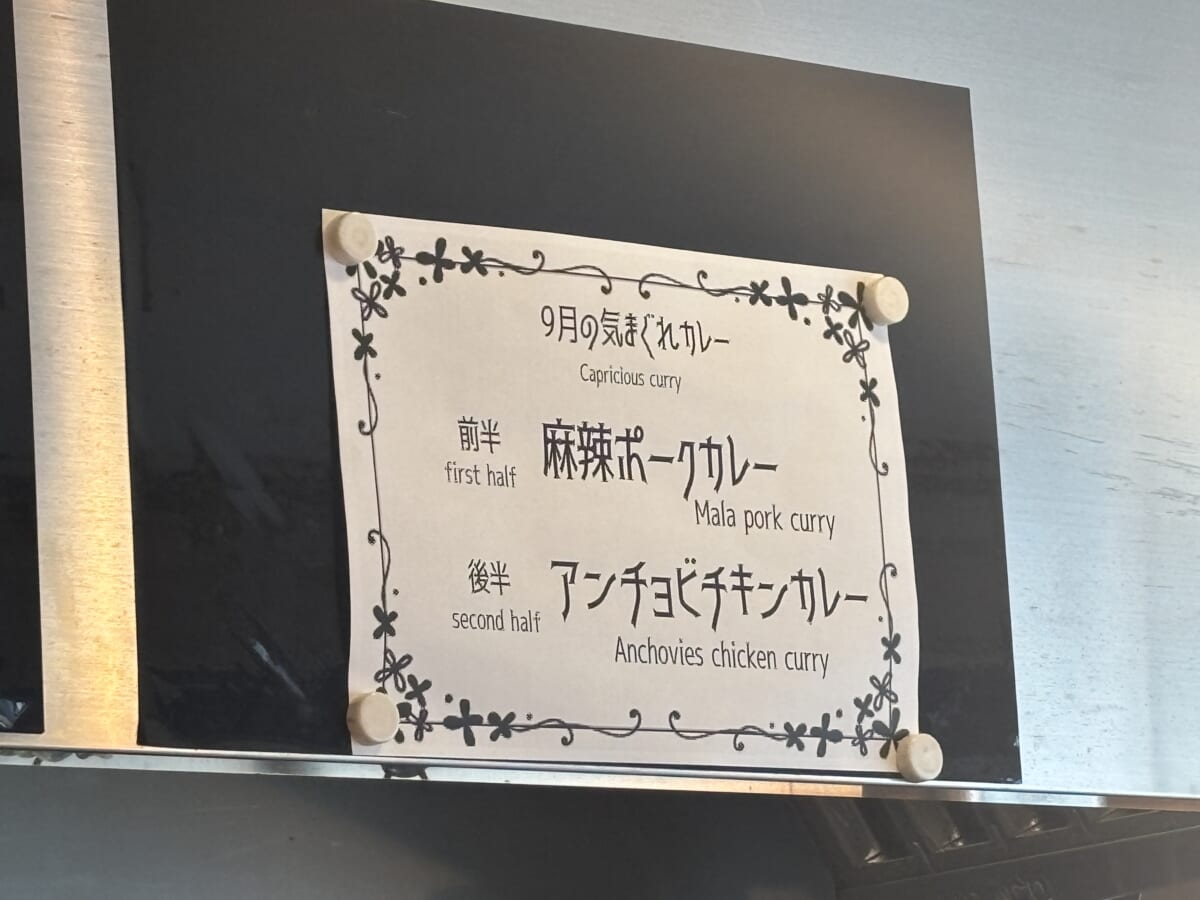 9月の気まぐれカレー
Capricious curry
前半 麻辣ポークカレー
first half
Mala pork curry
後半 アンチョビチキンカレー
second half
Anchovies chicken curry